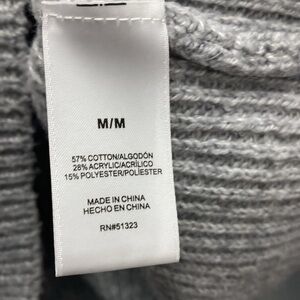 M/M
57% COTTON/ALGODÓN
28% ACRYLIC/ACRÍLICO
15% POLYESTER/POLIÉSTER
MADE IN CHINA
HECHO EN CHINA
RN#51323